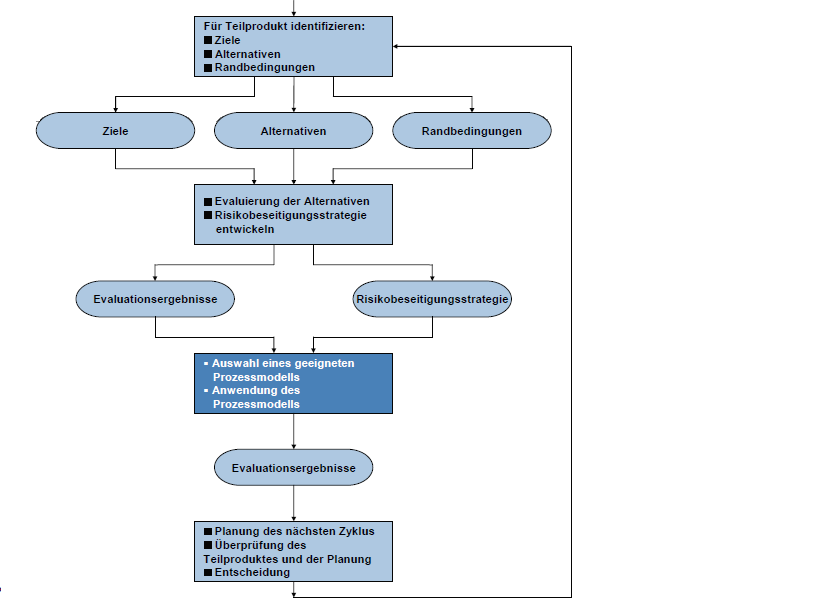 Für Teilprodukt identifizieren:
■ Ziele
■ Alternativen
■ Randbedingungen
Ziele
Alternativen
Randbedingungen
■ Evaluierung der Alternativen
■ Risikobeseitigungsstrategie
entwickeln
Evaluationsergebnisse
Risikobeseitigungsstrategie
▪ Auswahl eines geeigneten
Prozessmodells
▪ Anwendung des
Prozessmodells
Evaluationsergebnisse
■ Planung des nächsten Zyklus
■ Überprüfung des
Teilproduktes und der Planung
■ Entscheidung